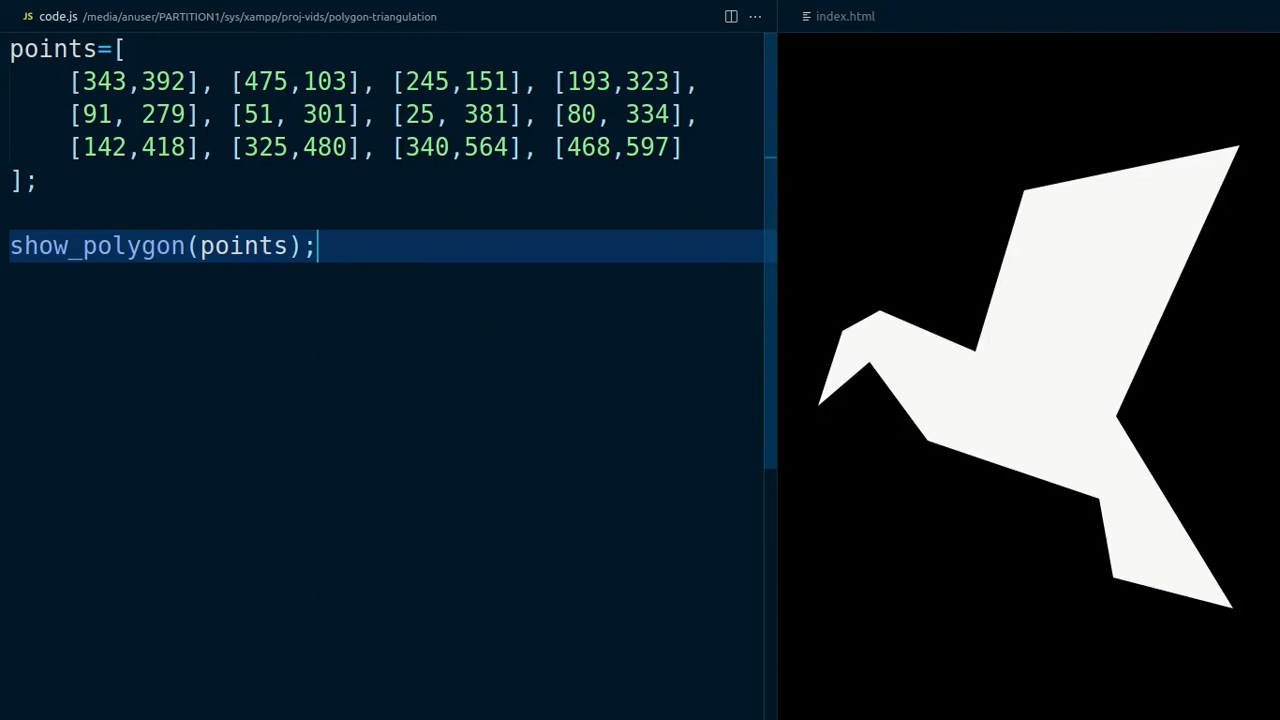 JS code.js /media/anuser/PARTITION1/sys/xampp/proj-vids/polygon-triangulation
index.html
points=[
    [343,392], [475,103], [245,151], [193,323],
    [91, 279], [51, 301], [25, 381], [80, 334],
    [142,418], [325,480], [340,564], [468,597]
];
show_polygon(points);